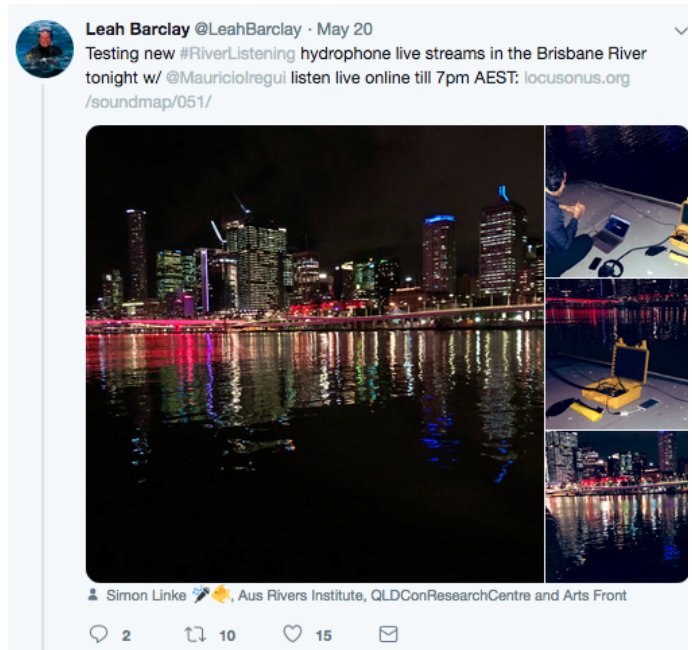 Leah Barclay @LeahBarclay · May 20
Testing new #RiverListening hydrophone live streams in the Brisbane River
tonight w/ @MauricioIregui listen live online till 7pm AEST: locusonus.org
/soundmap/051/
Simon Linke 🎤🐠, Aus Rivers Institute, QLDConResearchCentre and Arts Front
2 10 15